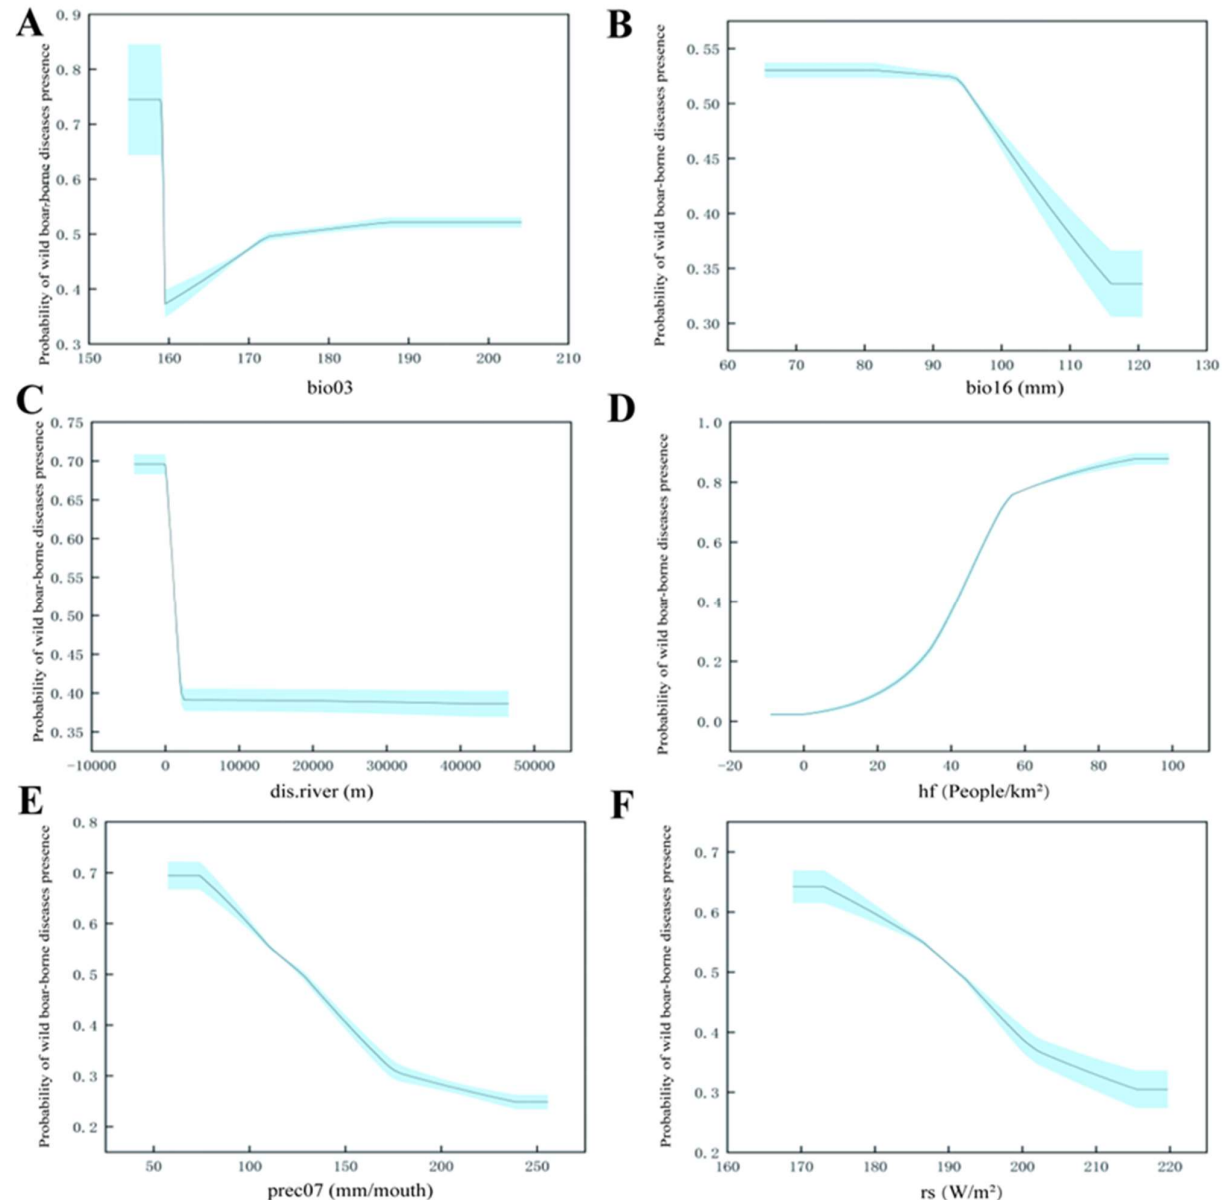 A
Probability of wild boar-borne diseases presence
0.9
0.8
0.7
0.6
0.5
0.4
0.3
150 160 170 180 190 200 210
bio03
B
Probability of wild boar-borne diseases presence
0.55
0.50
0.45
0.40
0.35
0.30
60 70 80 90 100 110 120 130
bio16 (mm)
C
Probability of wild boar-borne diseases presence
0.75
0.70
0.65
0.60
0.55
0.50
0.45
0.40
0.35
-10000 0 10000 20000 30000 40000 50000
dis.river (m)
D
Probability of wild boar-borne diseases presence
1.0
0.8
0.6
0.4
0.2
0.0
-20 0 20 40 60 80 100
hf (People/km²)
E
Probability of wild boar-borne diseases presence
0.8
0.7
0.6
0.5
0.4
0.3
0.2
50 100 150 200 250
prec07 (mm/mouth)
F
Probability of wild boar-borne diseases presence
0.7
0.6
0.5
0.4
0.3
0.2
160 170 180 190 200 210 220
rs (W/m²)